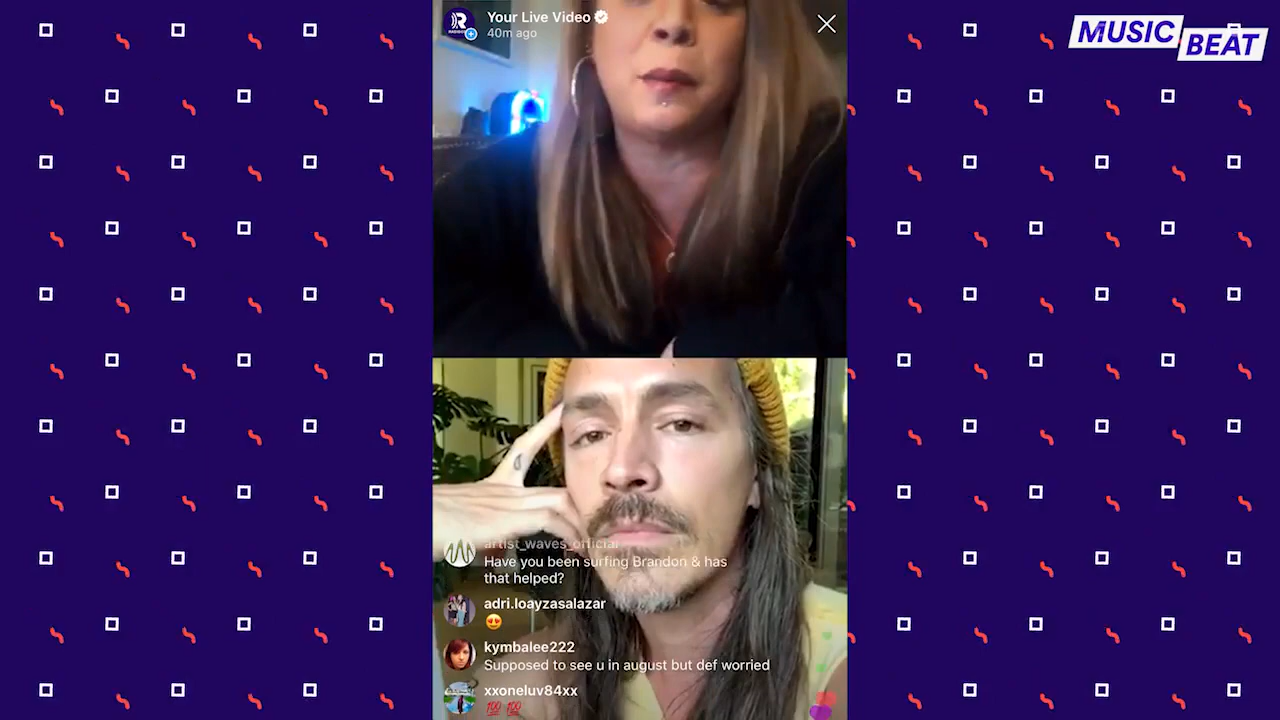 Your Live Video
40m ago
MUSIC
BEAT
artist_waves_official
Have you been surfing Brandon & has
that helped?
adri.loayzasalazar
kymbalee222
Supposed to see u in august but def worried
xxoneluv84xx
💯 💯